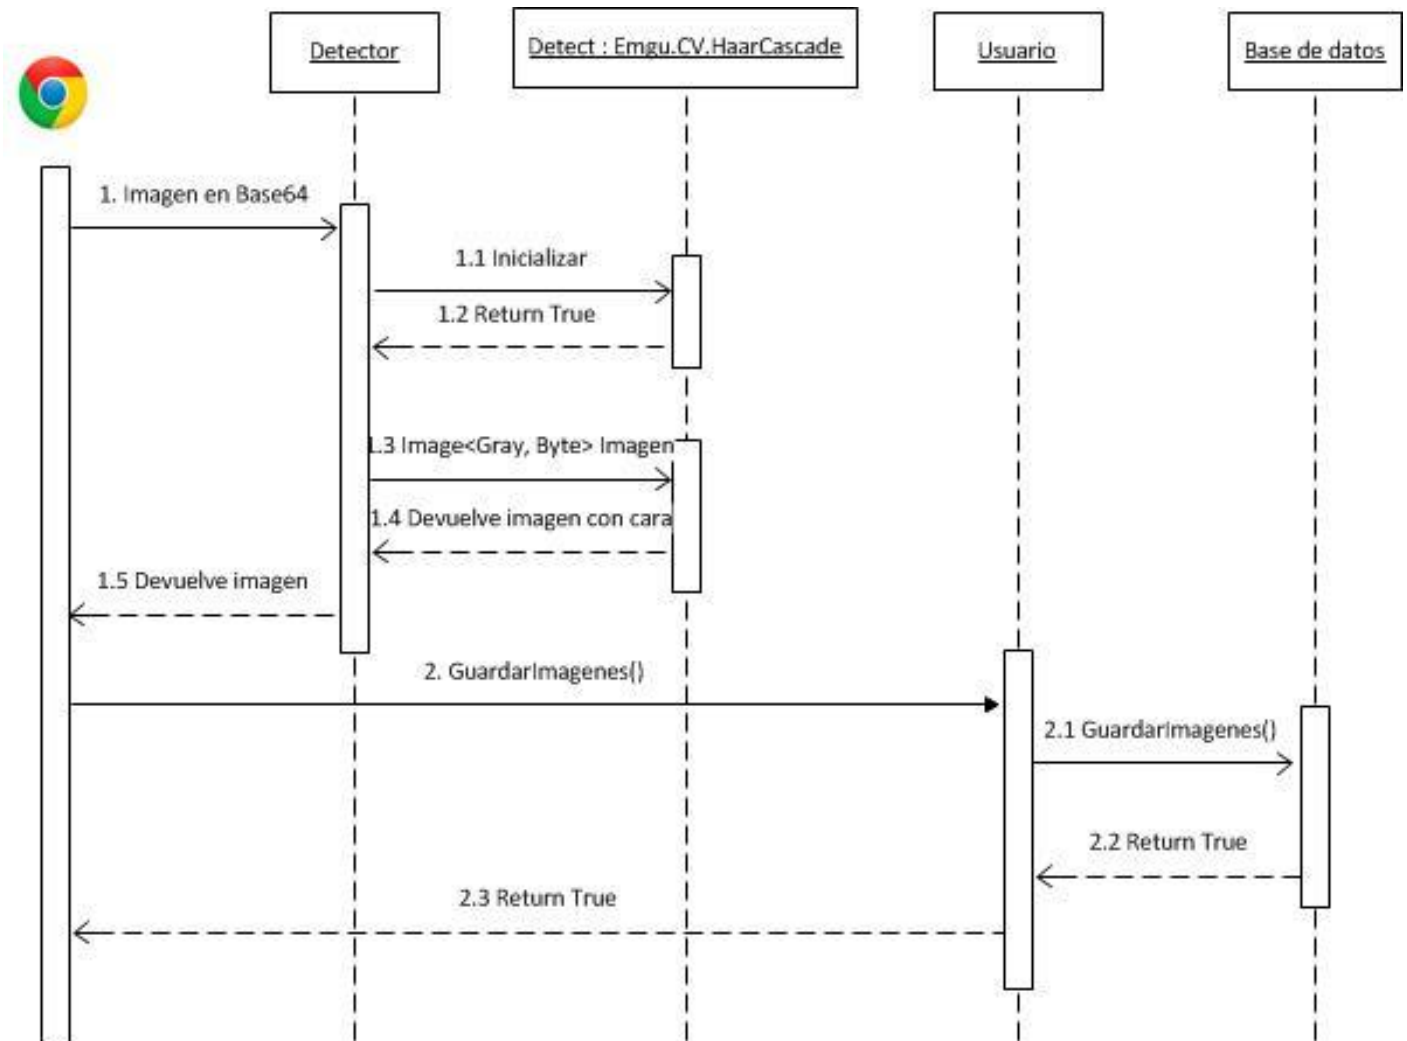 Detector
Detect : Emgu.CV.HaarCascade
Usuario
Base de datos
1. Imagen en Base64
1.1 Inicializar
1.2 Return True
1.3 Image<Gray, Byte> Imagen
1.4 Devuelve imagen con cara
1.5 Devuelve imagen
2. GuardarImagenes()
2.1 GuardarImagenes()
2.2 Return True
2.3 Return True